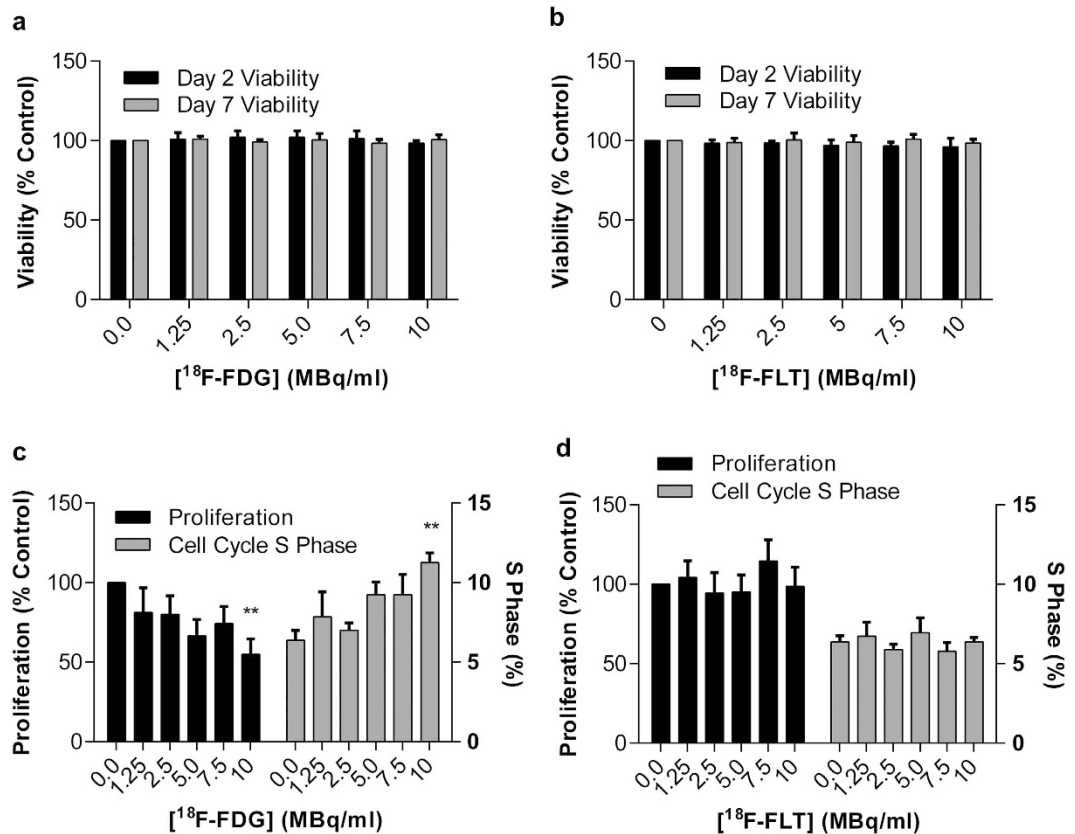 a
150
100
50
0
Viability (% Control)
Day 2 Viability
Day 7 Viability
0.0 1.25 2.5 5.0 7.5 10
[¹⁸F-FDG] (MBq/ml)
b
150
100
50
0
Viability (% Control)
Day 2 Viability
Day 7 Viability
0 1.25 2.5 5 7.5 10
[¹⁸F-FLT] (MBq/ml)
c
150
100
50
0
Proliferation (% Control)
Proliferation
Cell Cycle S Phase
**
**
15
10
5
0
S Phase
(%)
0.0 1.25 2.5 5.0 7.5 10 0.0 1.25 2.5 5.0 7.5 10
[¹⁸F-FDG] (MBq/ml)
d
Proliferation
Cell Cycle S Phase
150
100
50
0
Proliferation (% Control)
15
10
5
0
S Phase
(%)
0.0 1.25 2.5 5.0 7.5 10 0.0 1.25 2.5 5.0 7.5 10
[¹⁸F-FLT] (MBq/ml)